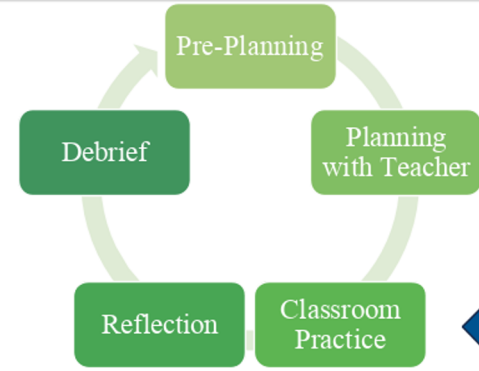 Pre-Planning
Planning
with Teacher
Classroom
Practice
Reflection
Debrief